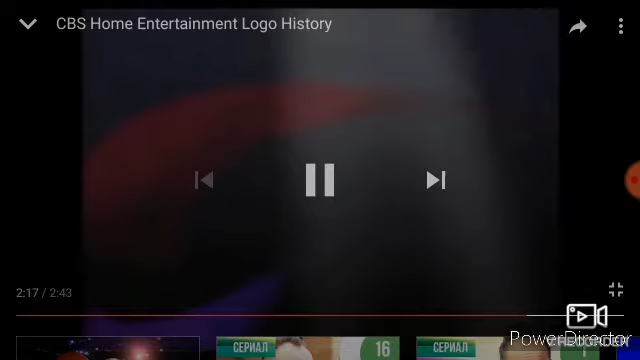 CBS Home Entertainment Logo History
2:17 / 2:43
PowerDirector
СЕРИАЛ
16
СЕРИАЛ